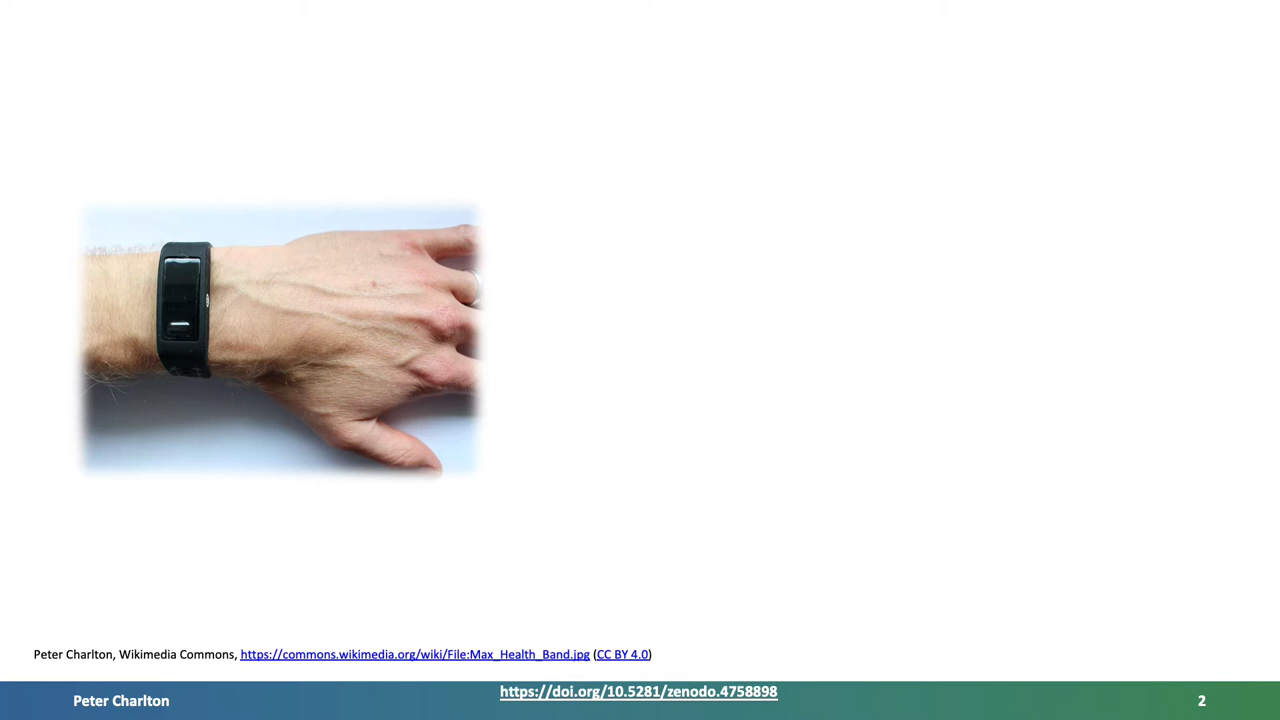 Peter Charlton, Wikimedia Commons, https://commons.wikimedia.org/wiki/File:Max_Health_Band.jpg (CC BY 4.0)
https://doi.org/10.5281/zenodo.4758898
Peter Charlton
2